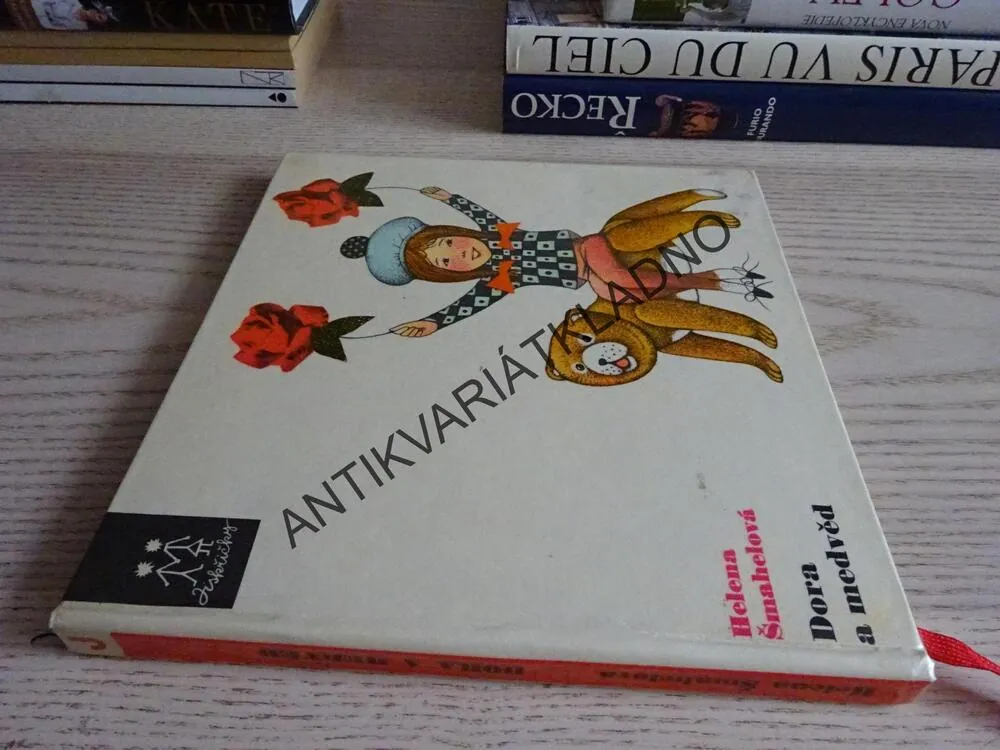 KATE
NOVÁ ENCYKLOPEDIE
PARIS VU DU CIEL
ŘECKO
FURIO
DURANDO
ANTIKVARIÁTKLADNO
Jiskřičky
Helena
Šmahelová
Dora
a medvěd
J
Helena Šmahelová
DORA A MEDVĚD